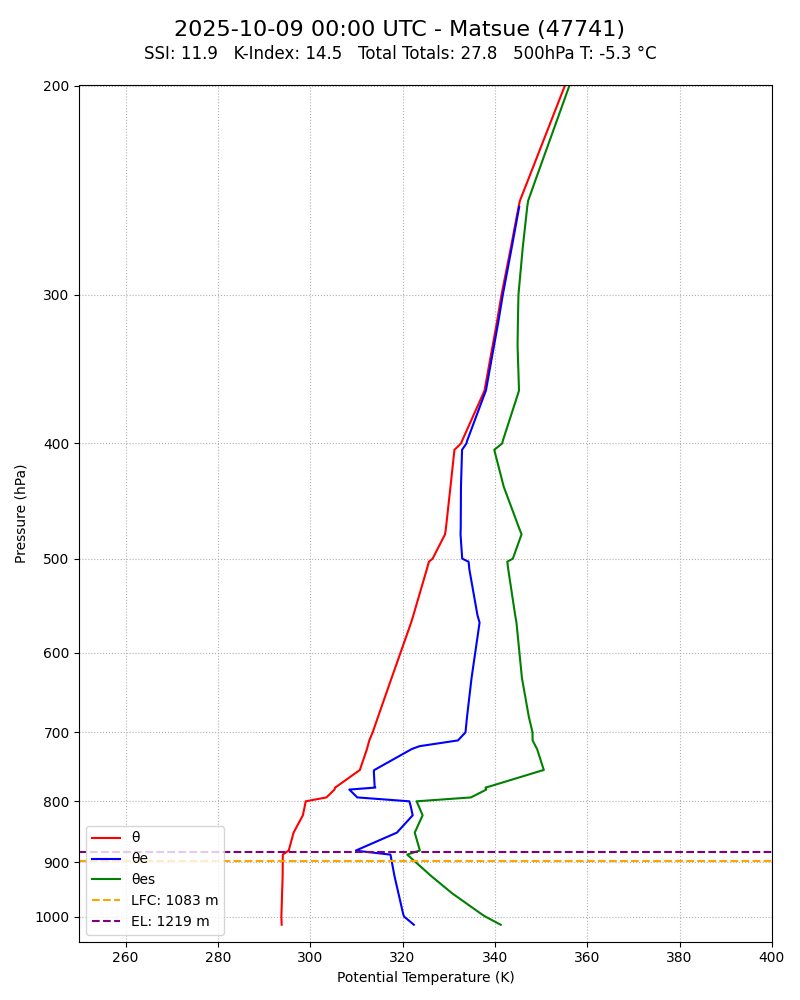 2025-10-09 00:00 UTC - Matsue (47741)
SSI: 11.9   K-Index: 14.5   Total Totals: 27.8   500hPa T: -5.3 °C
200
300
400
500
600
700
800
900
1000
Pressure (hPa)
θ
θe
θes
LFC: 1083 m
EL: 1219 m
260
280
300
320
340
360
380
400
Potential Temperature (K)